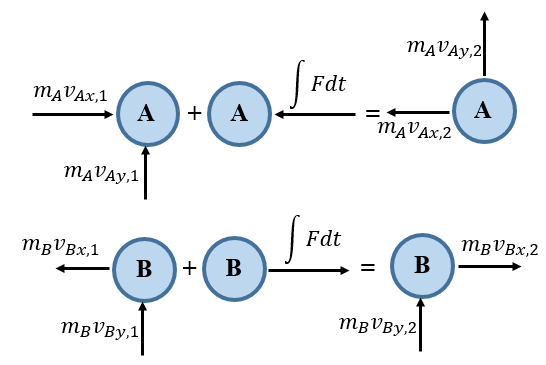 m_A v_{Ay,2}
m_A v_{Ax,1} A + A ∫ Fdt = m_A v_{Ax,2} A
m_A v_{Ay,1}
m_B v_{Bx,1} B + B ∫ Fdt = B m_B v_{Bx,2}
m_B v_{By,1} m_B v_{By,2}